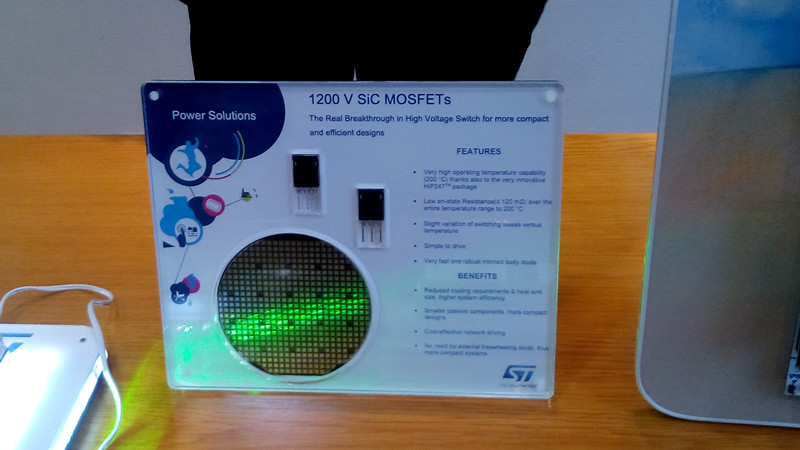 Power Solutions
1200 V SiC MOSFETs
The Real Breakthrough in High Voltage Switch for more compact
and efficient designs
FEATURES
Very high operating temperature capability
(200 °C) thanks also to the very innovative
HiP247™ package
Low on-state Resistance(≤ 120 mΩ) over the
entire temperature range to 200 °C
Slight variation of switching losses versus
temperature
Simple to drive
Very fast and robust intrinsic body diode
BENEFITS
Reduced cooling requirements & heat-sink
size, higher system efficiency
Smaller passive components, more compact
designs
Cost-effective network driving
No need for external freewheeling diode, thus
more compact systems
ST